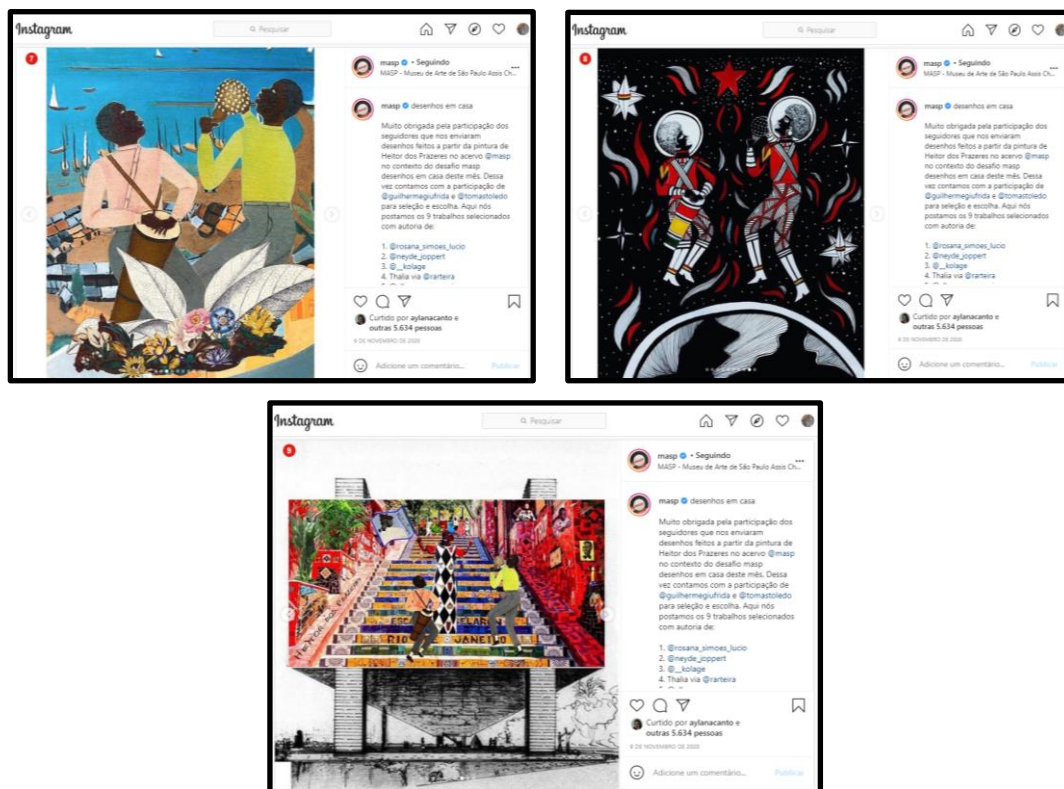 Instagram
Pesquisar
7
masp • Seguindo
MASP - Museu de Arte de São Paulo Assis Ch...
masp desenhos em casa
Muito obrigada pela participação dos
seguidores que nos enviaram
desenhos feitos a partir da pintura de
Heitor dos Prazeres no acervo @masp
no contexto do desafio masp
desenhos em casa deste mês. Dessa
vez contamos com a participação de
@guilhermegiufrida e @tomastoledo
para seleção e escolha. Aqui nós
postamos os 9 trabalhos selecionados
com autoria de:
1. @rosana_simoes_lucio
2. @neyde_joppert
3. @__kolage
4. Thalia via @rarteira
Curtido por aylanacanto e
outras 5.634 pessoas
8 DE NOVEMBRO DE 2020
Adicione um comentário...
Publicar
Instagram
Pesquisar
8
masp • Seguindo
MASP - Museu de Arte de São Paulo Assis Ch...
masp desenhos em casa
Muito obrigada pela participação dos
seguidores que nos enviaram
desenhos feitos a partir da pintura de
Heitor dos Prazeres no acervo @masp
no contexto do desafio masp
desenhos em casa deste mês. Dessa
vez contamos com a participação de
@guilhermegiufrida e @tomastoledo
para seleção e escolha. Aqui nós
postamos os 9 trabalhos selecionados
com autoria de:
1. @rosana_simoes_lucio
2. @neyde_joppert
3. @__kolage
4. Thalia via @rarteira
Curtido por aylanacanto e
outras 5.634 pessoas
8 DE NOVEMBRO DE 2020
Adicione um comentário...
Publicar
Instagram
Pesquisar
9
masp • Seguindo
MASP - Museu de Arte de São Paulo Assis Ch...
masp desenhos em casa
Muito obrigada pela participação dos
seguidores que nos enviaram
desenhos feitos a partir da pintura de
Heitor dos Prazeres no acervo @masp
no contexto do desafio masp
desenhos em casa deste mês. Dessa
vez contamos com a participação de
@guilhermegiufrida e @tomastoledo
para seleção e escolha. Aqui nós
postamos os 9 trabalhos selecionados
com autoria de:
1. @rosana_simoes_lucio
2. @neyde_joppert
3. @__kolage
4. Thalia via @rarteira
Curtido por aylanacanto e
outras 5.634 pessoas
8 DE NOVEMBRO DE 2020
Adicione um comentário...
Publicar
RIO DE JANEIRO